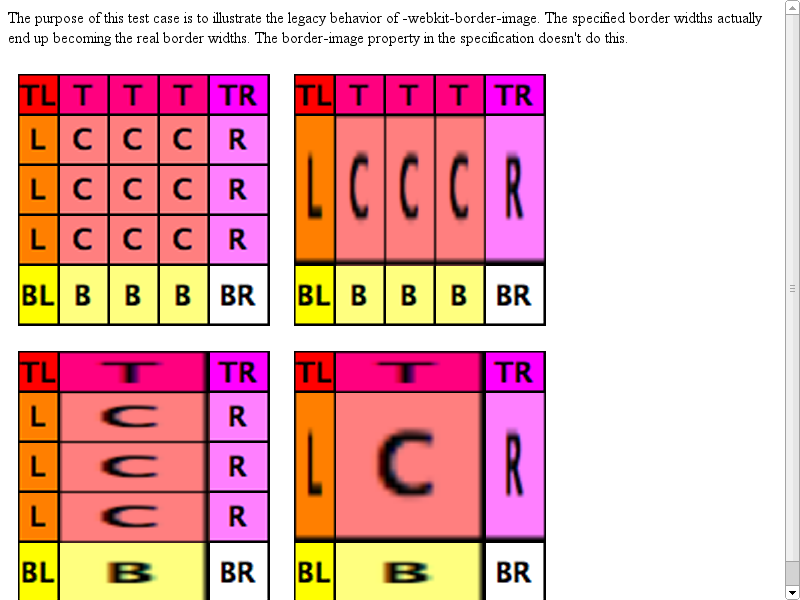 The purpose of this test case is to illustrate the legacy behavior of -webkit-border-image. The specified border widths actually
end up becoming the real border widths. The border-image property in the specification doesn't do this.
TL T T T TR
L C C C R
L C C C R
L C C C R
BL B B B BR
TL T T T TR
L C C C R
BL B B B BR
TL T TR
L C R
L C R
L C R
BL B BR
TL T TR
L C R
BL B BR